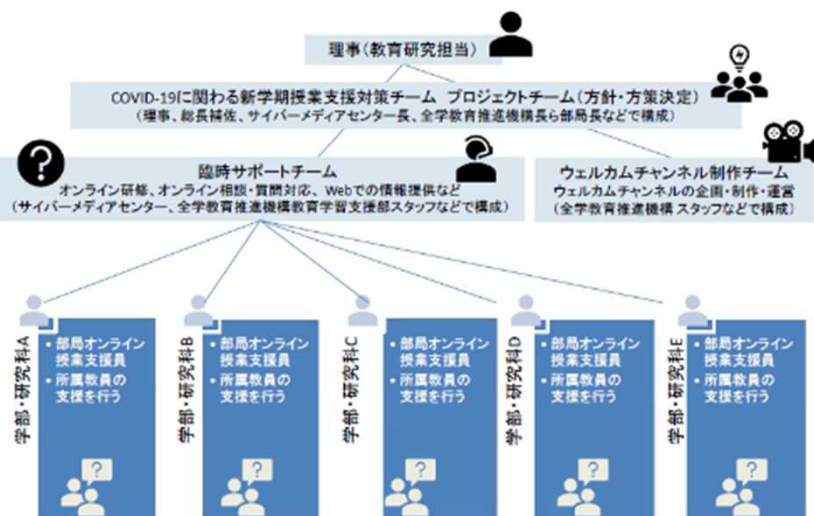 理事(教育研究担当)
COVID-19に関わる新学期授業支援対策チーム プロジェクトチーム(方針・方策決定)
(理事、総長補佐、サイバーメディアセンター長、全学教育推進機構長ら部局長などで構成)
?
臨時サポートチーム
オンライン研修、オンライン相談・質問対応、Webでの情報提供など
(サイバーメディアセンター、全学教育推進機構教育学習支援部スタッフなどで構成)
ウェルカムチャンネル制作チーム
ウェルカムチャンネルの企画・制作・運営
(全学教育推進機構 スタッフなどで構成)
学部・研究科A
• 部局オンライン
授業支援員
• 所属教員の
支援を行う
?
学部・研究科B
• 部局オンライン
授業支援員
• 所属教員の
支援を行う
?
学部・研究科C
• 部局オンライン
授業支援員
• 所属教員の
支援を行う
?
学部・研究科D
• 部局オンライン
授業支援員
• 所属教員の
支援を行う
?
学部・研究科E
• 部局オンライン
授業支援員
• 所属教員の
支援を行う
?